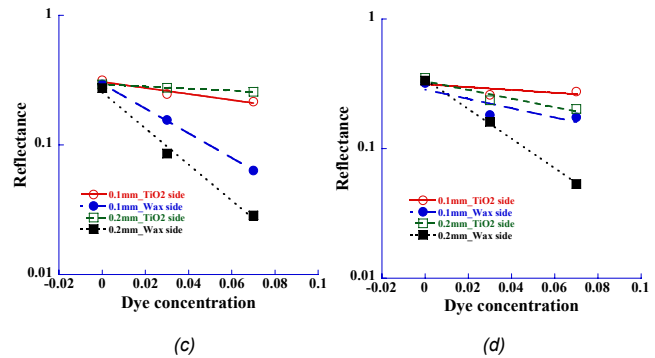 1
0.1
0.01
Reflectance
0.1mm_TiO2 side
0.1mm_Wax side
0.2mm_TiO2 side
0.2mm_Wax side
-0.02 0 0.02 0.04 0.06 0.08 0.1
Dye concentration
(c)
1
0.1
0.01
Reflectance
0.1mm_TiO2 side
0.1mm_Wax side
0.2mm_TiO2 side
0.2mm_Wax side
-0.02 0 0.02 0.04 0.06 0.08 0.1
Dye concentration
(d)